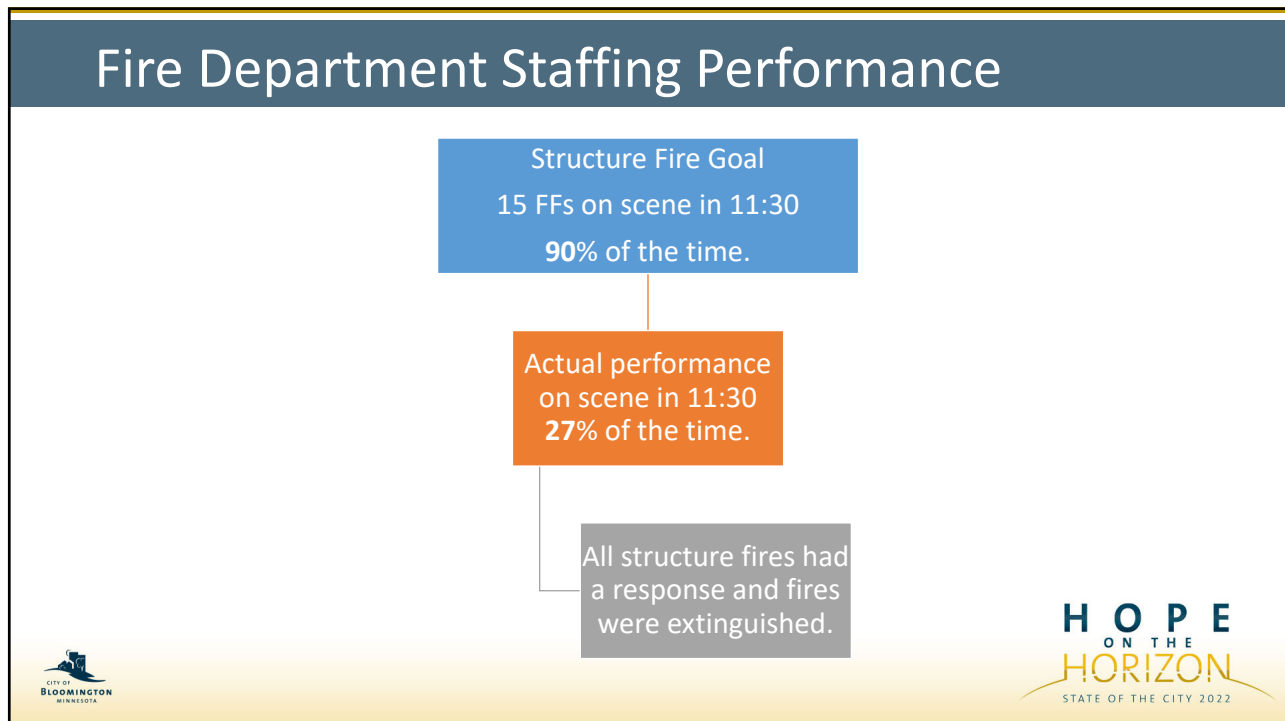 Fire Department Staffing Performance
Structure Fire Goal
15 FFs on scene in 11:30
90% of the time.
Actual performance
on scene in 11:30
27% of the time.
All structure fires had
a response and fires
were extinguished.
CITY OF
BLOOMINGTON
MINNESOTA
HOPE
ON THE
HORIZON
STATE OF THE CITY 2022